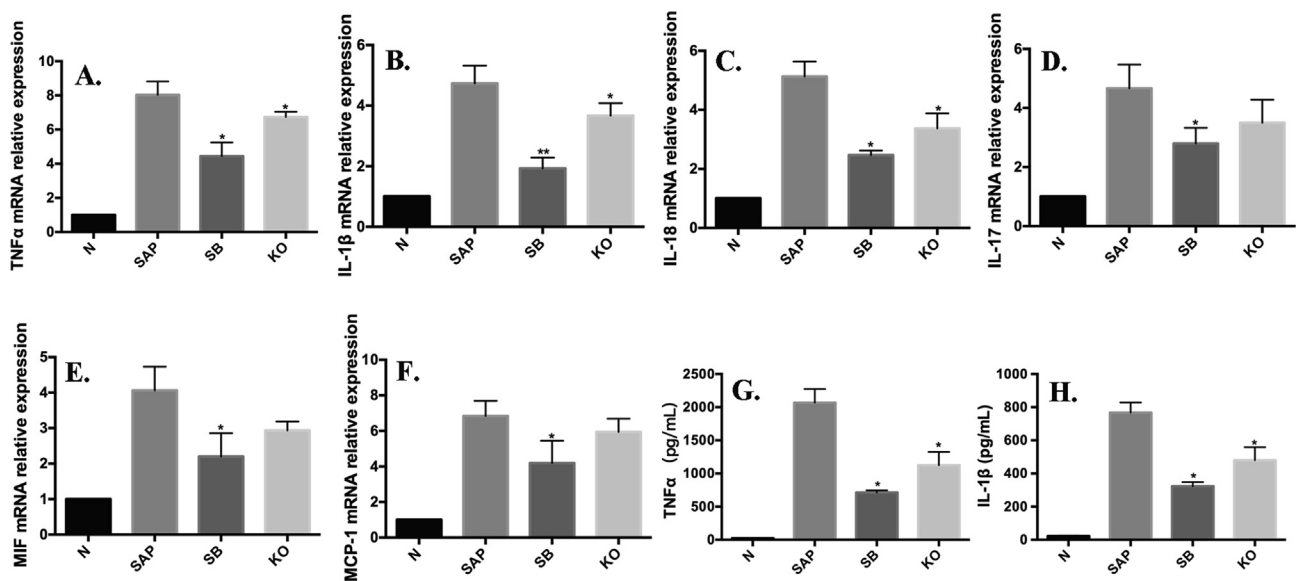 A.
TNFα mRNA relative expression
10
8
6
4
2
0
*
*
N
SAP
SB
KO
B.
IL-1β mRNA relative expression
6
4
2
0
**
*
N
SAP
SB
KO
C.
IL-18 mRNA relative expression
6
4
2
0
*
*
N
SAP
SB
KO
D.
IL-17 mRNA relative expression
6
4
2
0
*
N
SAP
SB
KO
E.
MIF mRNA relative expression
5
4
3
2
1
0
*
N
SAP
SB
KO
F.
MCP-1 mRNA relative expression
10
8
6
4
2
0
*
N
SAP
SB
KO
G.
TNFα (pg/mL)
2500
2000
1500
1000
500
0
*
*
N
SAP
SB
KO
H.
IL-1β (pg/mL)
1000
800
600
400
200
0
*
*
N
SAP
SB
KO